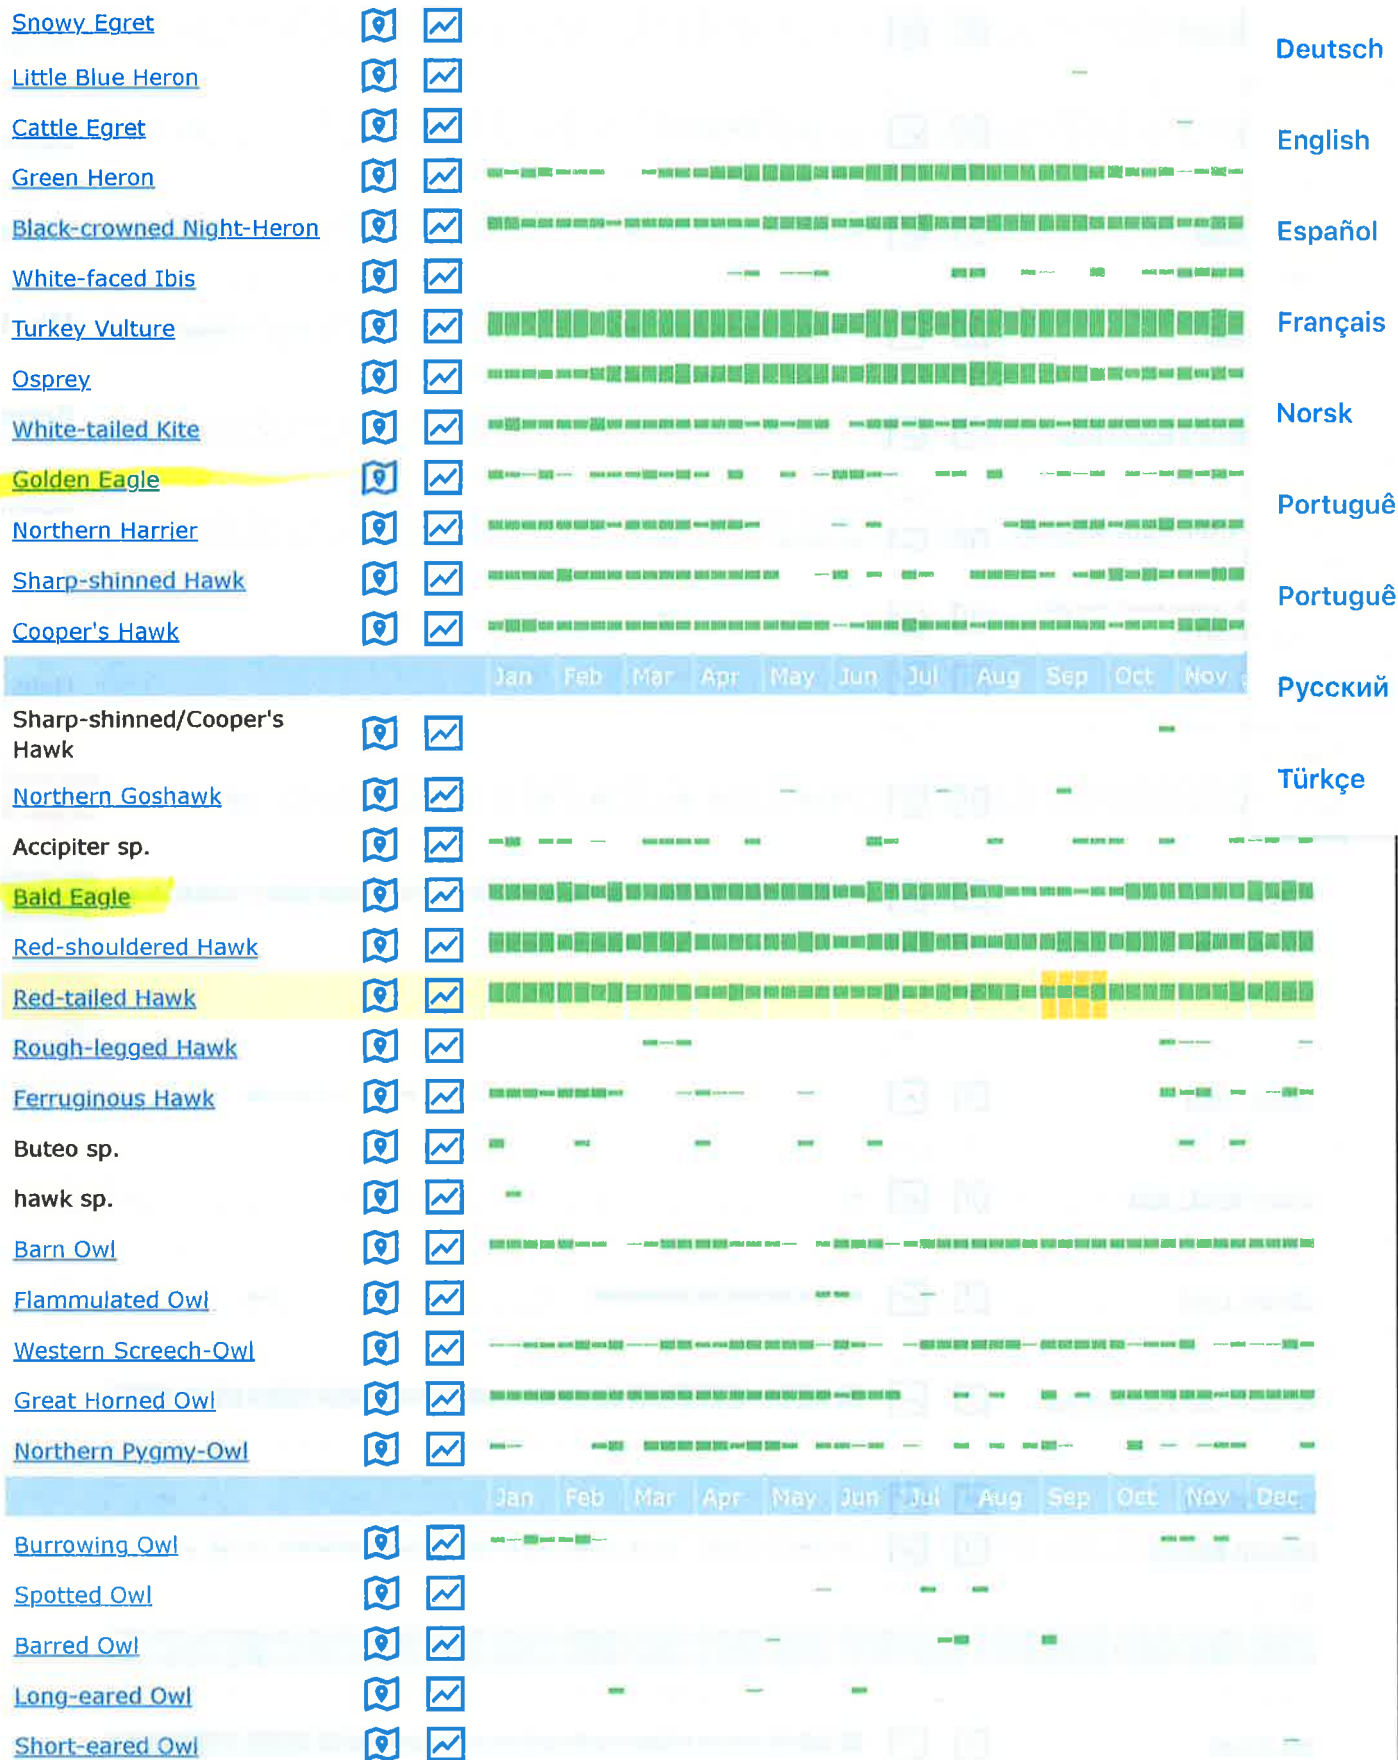 Snowy Egret
Little Blue Heron
Cattle Egret
Green Heron
Black-crowned Night-Heron
White-faced Ibis
Turkey Vulture
Osprey
White-tailed Kite
Golden Eagle
Northern Harrier
Sharp-shinned Hawk
Cooper's Hawk
Jan Feb Mar Apr May Jun Jul Aug Sep Oct Nov
Sharp-shinned/Cooper's
Hawk
Northern Goshawk
Accipiter sp.
Bald Eagle
Red-shouldered Hawk
Red-tailed Hawk
Rough-legged Hawk
Ferruginous Hawk
Buteo sp.
hawk sp.
Barn Owl
Flammulated Owl
Western Screech-Owl
Great Horned Owl
Northern Pygmy-Owl
Jan Feb Mar Apr May Jun Jul Aug Sep Oct Nov Dec
Burrowing Owl
Spotted Owl
Barred Owl
Long-eared Owl
Short-eared Owl
Deutsch
English
Español
Français
Norsk
Portuguê
Portuguê
Русский
Türkçe